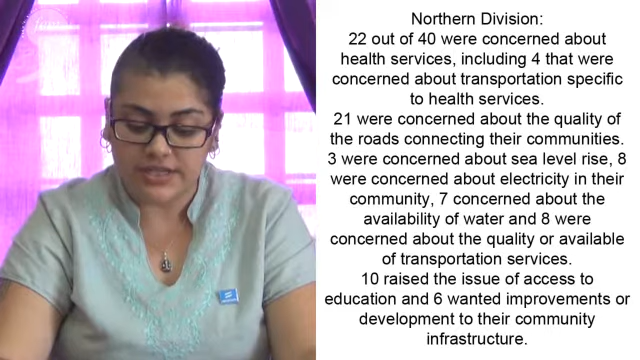 Northern Division:
22 out of 40 were concerned about
health services, including 4 that were
concerned about transportation specific
to health services.
21 were concerned about the quality of
the roads connecting their communities.
3 were concerned about sea level rise, 8
were concerned about electricity in their
community, 7 concerned about the
availability of water and 8 were
concerned about the quality or available
of transportation services.
10 raised the issue of access to
education and 6 wanted improvements or
development to their community
infrastructure.